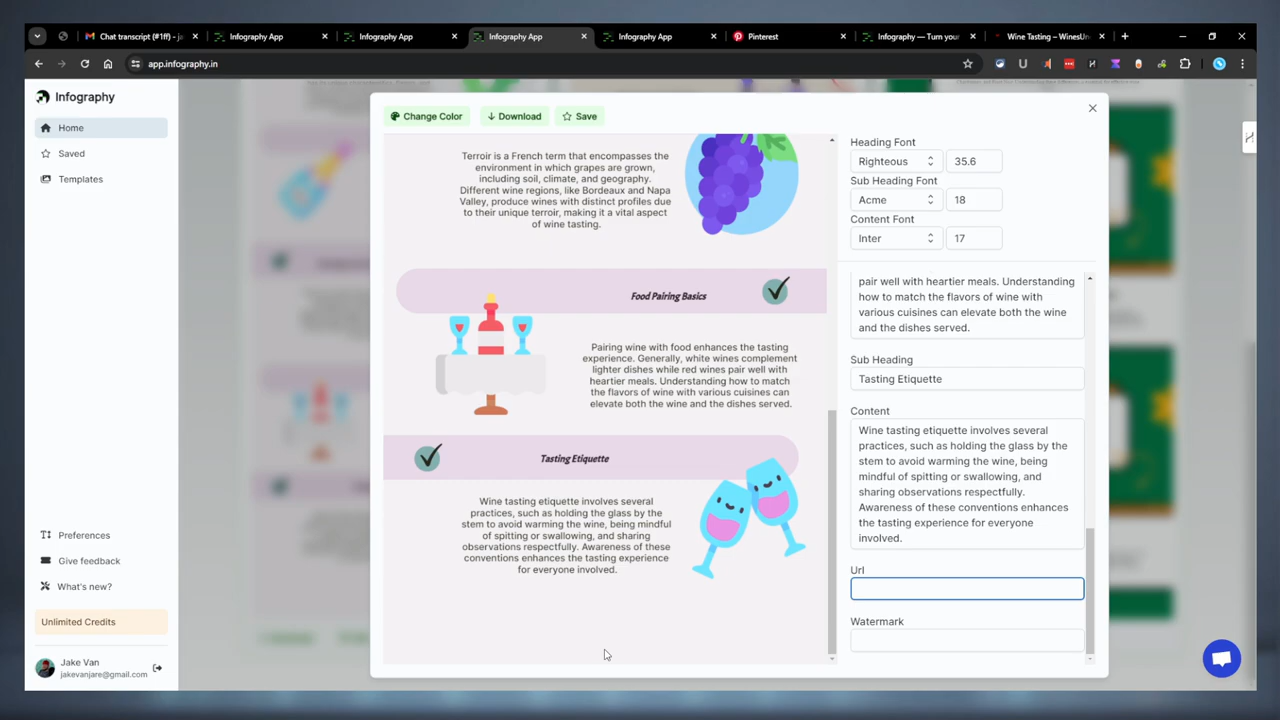 Chat transcript (#1ff) - ja
Infography App
Infography App
Infography App
Infography App
Pinterest
Infography — Turn your
Wine Tasting – WinesUn
app.infography.in
Infography
Home
Saved
Templates
Preferences
Give feedback
What's new?
Unlimited Credits
Jake Van
jakevanjare@gmail.com
Change Color
Download
Save
Terroir is a French term that encompasses the
environment in which grapes are grown,
including soil, climate, and geography.
Different wine regions, like Bordeaux and Napa
Valley, produce wines with distinct profiles due
to their unique terroir, making it a vital aspect
of wine tasting.
Food Pairing Basics
Pairing wine with food enhances the tasting
experience. Generally, white wines complement
lighter dishes while red wines pair well with
heartier meals. Understanding how to match
the flavors of wine with various cuisines can
elevate both the wine and the dishes served.
Tasting Etiquette
Wine tasting etiquette involves several
practices, such as holding the glass by the
stem to avoid warming the wine, being mindful
of spitting or swallowing, and sharing
observations respectfully. Awareness of these
conventions enhances the tasting experience
for everyone involved.
Heading Font
Righteous 35.6
Sub Heading Font
Acme 18
Content Font
Inter 17
pair well with heartier meals. Understanding
how to match the flavors of wine with
various cuisines can elevate both the wine
and the dishes served.
Sub Heading
Tasting Etiquette
Content
Wine tasting etiquette involves several
practices, such as holding the glass by the
stem to avoid warming the wine, being
mindful of spitting or swallowing, and
sharing observations respectfully.
Awareness of these conventions enhances
the tasting experience for everyone
involved.
Url
Watermark